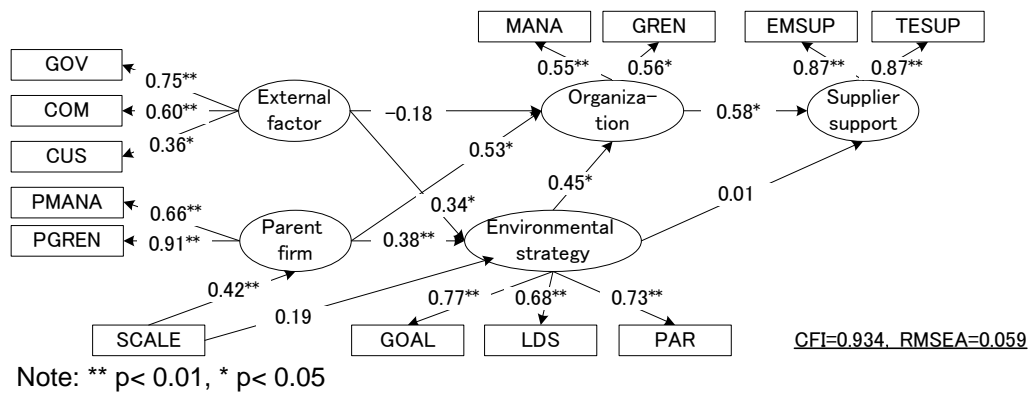 MANA GREN EMSUP TESUP
GOV
0.75**
0.55** 0.56* 0.87** 0.87**
COM
0.60**
External
factor
−0.18
Organiza-
tion
0.58*
Supplier
support
CUS
0.36*
0.53*
PMANA
0.66**
0.34*
0.45*
0.01
PGREN
0.91**
Parent
firm
0.38**
Environmental
strategy
0.42**
0.19
0.77** 0.68** 0.73**
SCALE
GOAL LDS PAR
CFI=0.934, RMSEA=0.059
Note: ** p< 0.01, * p< 0.05